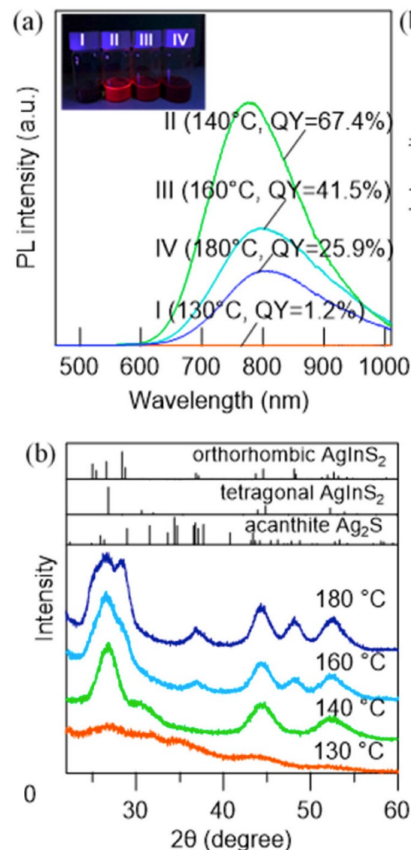 (a)
I II III IV
II (140°C, QY=67.4%)
III (160°C, QY=41.5%)
IV (180°C, QY=25.9%)
I (130°C, QY=1.2%)
PL intensity (a.u.)
500 600 700 800 900 1000
Wavelength (nm)
(b)
orthorhombic AgInS2
tetragonal AgInS2
acanthite Ag2S
180 °C
160 °C
140 °C
130 °C
Intensity
0
30 40 50 60
2θ (degree)